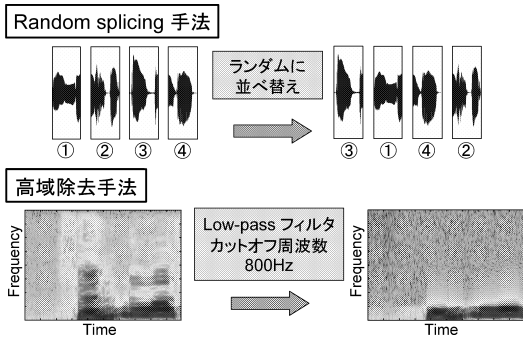 Random splicing 手法
ランダムに
並べ替え
① ② ③ ④
③ ① ④ ②
高域除去手法
Frequency
Time
Low-pass フィルタ
カットオフ周波数
800Hz
Frequency
Time